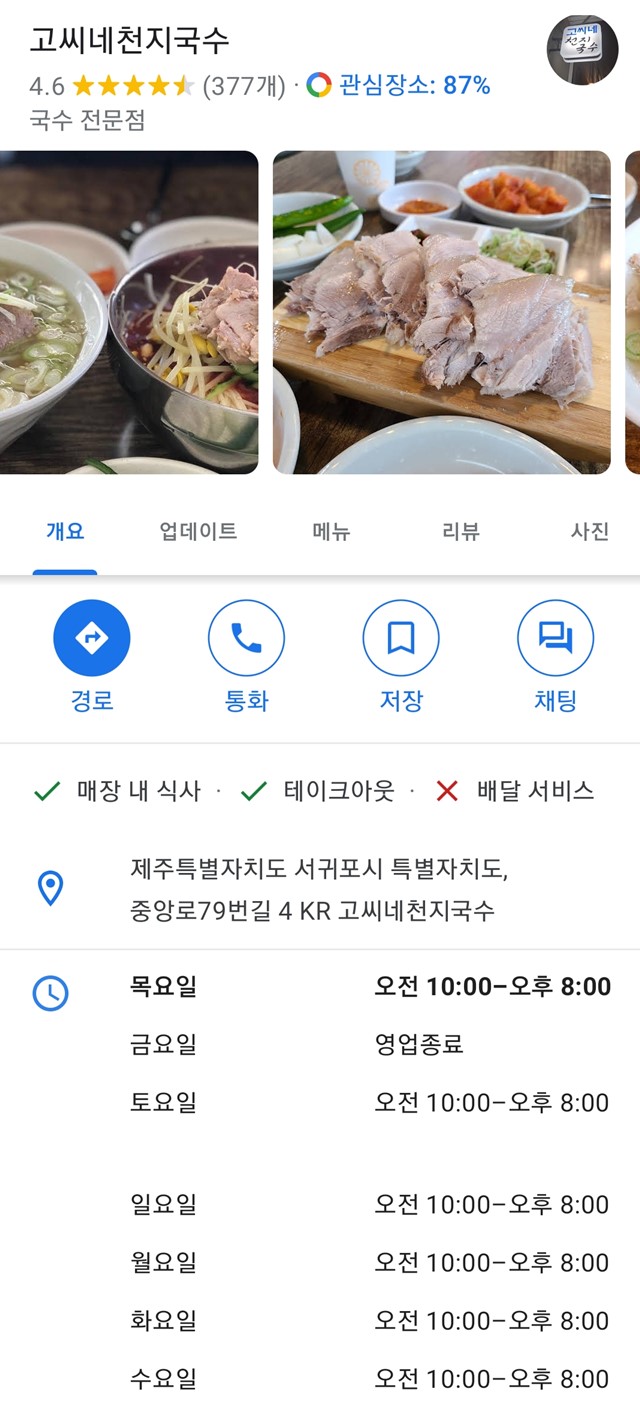 고씨네천지국수
4.6 (377개) · 관심장소: 87%
국수 전문점
고씨네
천지
국수
개요 업데이트 메뉴 리뷰 사진
경로 통화 저장 채팅
매장 내 식사 · 테이크아웃 · 배달 서비스
제주특별자치도 서귀포시 특별자치도,
중앙로79번길 4 KR 고씨네천지국수
목요일 오전 10:00–오후 8:00
금요일 영업종료
토요일 오전 10:00–오후 8:00
일요일 오전 10:00–오후 8:00
월요일 오전 10:00–오후 8:00
화요일 오전 10:00–오후 8:00
수요일 오전 10:00–오후 8:00